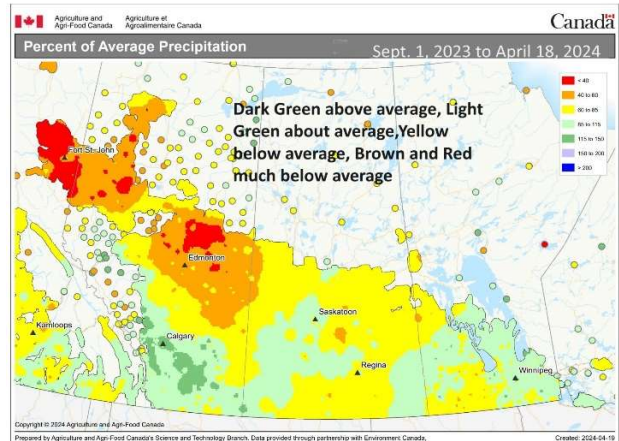 Agriculture and
Agri-Food Canada
Agriculture et
Agroalimentaire Canada
Canada
Percent of Average Precipitation
Sept. 1, 2023 to April 18, 2024
Dark Green above average, Light
Green about average,Yellow
below average, Brown and Red
much below average
< 40
40 to 60
60 to 85
85 to 115
115 to 150
150 to 200
> 200
Fort St. John
Edmonton
Saskatoon
Kamloops
Calgary
Regina
Winnipeg
Copyright © 2024 Agriculture and Agri-Food Canada
Prepared by Agriculture and Agri-Food Canada's Science and Technology Branch. Data provided through partnership with Environment Canada,
Created: 2024-04-19